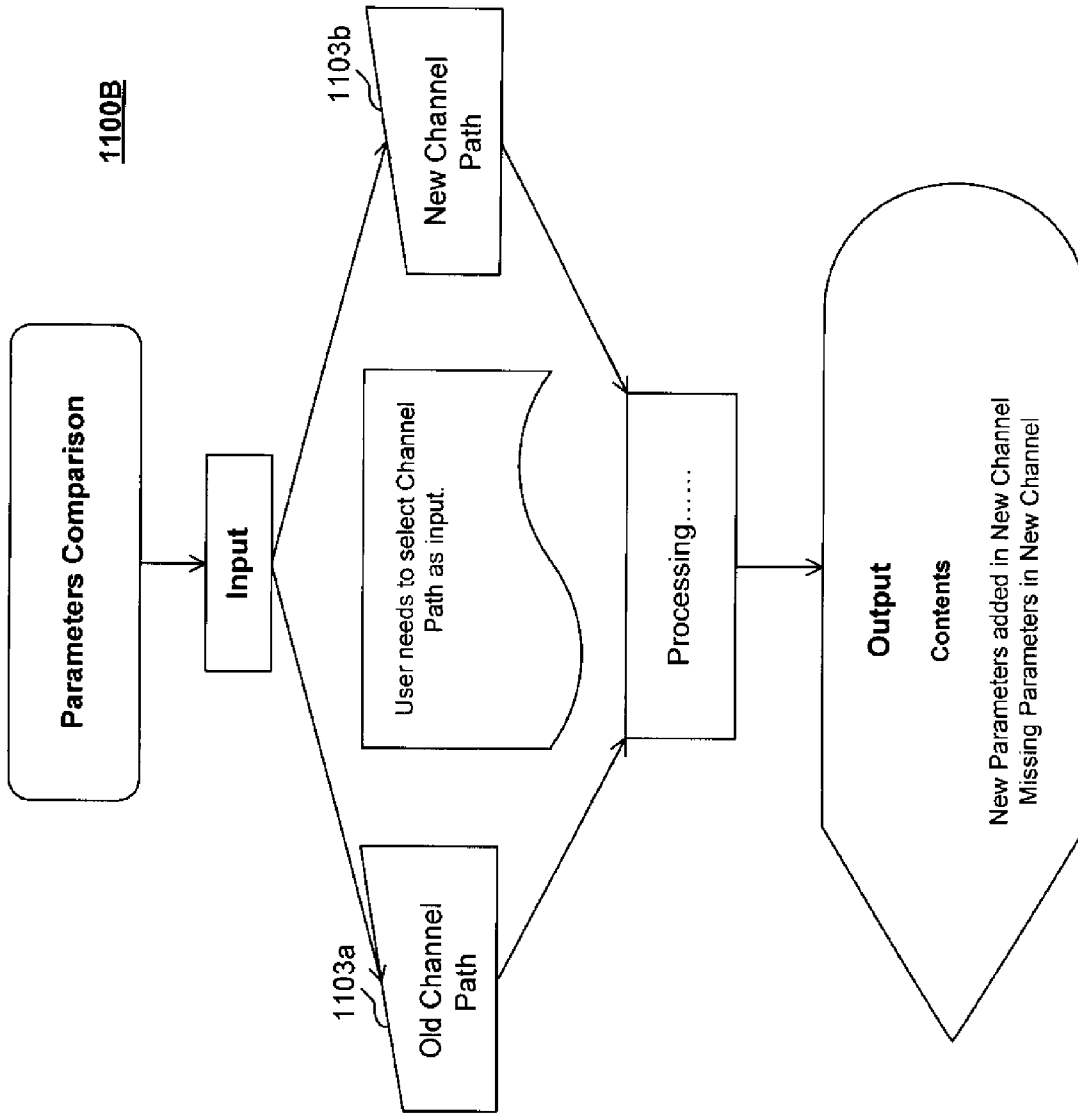 1100B
Parameters Comparison
Input
1103a
Old Channel
Path
User needs to select Channel
Path as input.
1103b
New Channel
Path
Processing......
Output
Contents
New Parameters added in New Channel
Missing Parameters in New Channel